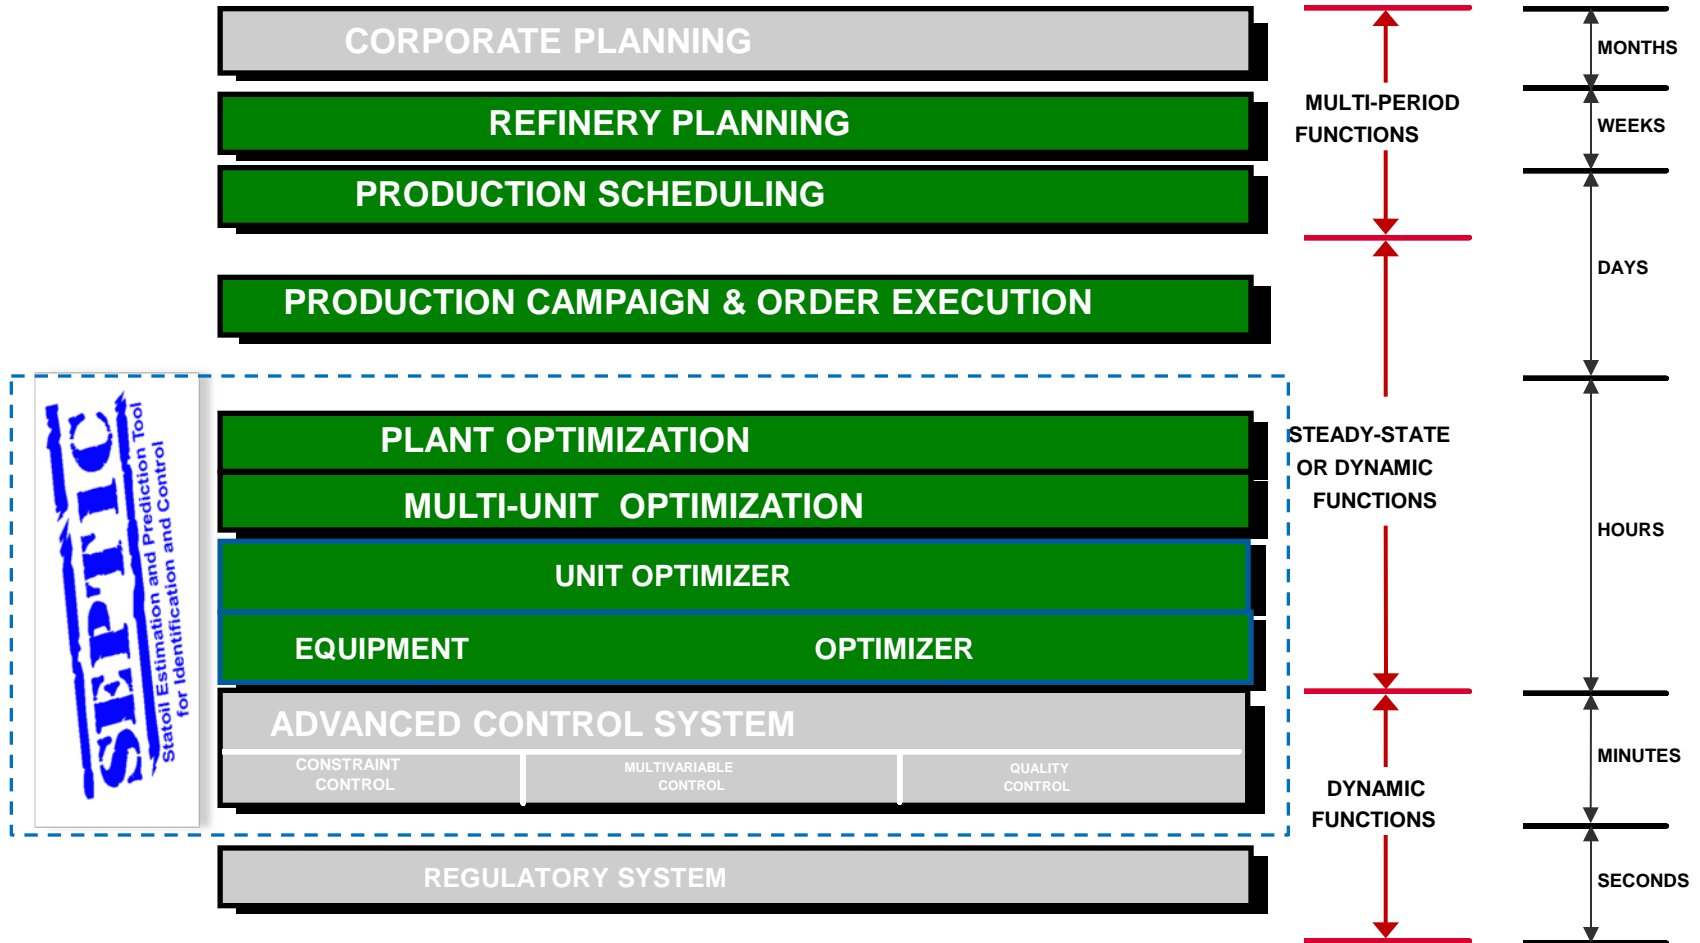 CORPORATE PLANNING
REFINERY PLANNING
PRODUCTION SCHEDULING
PRODUCTION CAMPAIGN & ORDER EXECUTION
PLANT OPTIMIZATION
MULTI-UNIT OPTIMIZATION
UNIT OPTIMIZER
EQUIPMENT OPTIMIZER
ADVANCED CONTROL SYSTEM
CONSTRAINT
CONTROL
MULTIVARIABLE
CONTROL
QUALITY
CONTROL
REGULATORY SYSTEM
SEPTIC
Statoil Estimation and Prediction Tool
for Identification and Control
MULTI-PERIOD
FUNCTIONS
STEADY-STATE
OR DYNAMIC
FUNCTIONS
DYNAMIC
FUNCTIONS
MONTHS
WEEKS
DAYS
HOURS
MINUTES
SECONDS